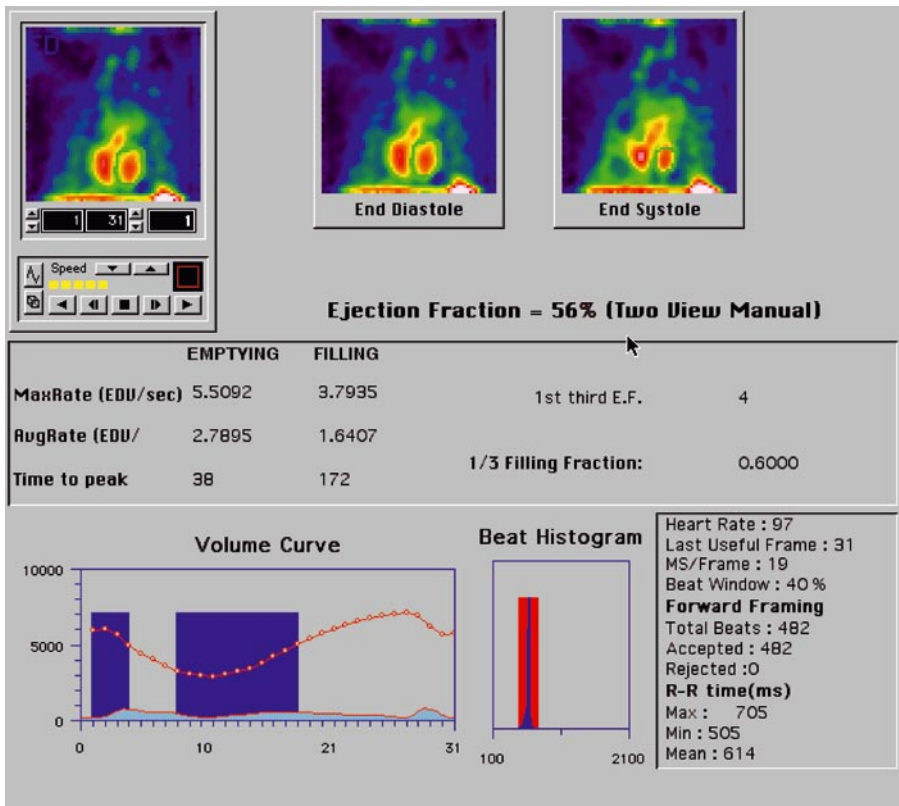 ED
1 31 1
Speed
End Diastole
End Systole
Ejection Fraction = 56% (Two View Manual)
EMPTYING FILLING
MaxRate (EDV/sec) 5.5092 3.7935
AvgRate (EDV/ 2.7895 1.6407
Time to peak 38 172
1st third E.F. 4
1/3 Filling Fraction: 0.6000
Volume Curve
10000
5000
0
0 10 21 31
Beat Histogram
100 2100
Heart Rate : 97
Last Useful Frame : 31
MS/Frame : 19
Beat Window : 40 %
Forward Framing
Total Beats : 482
Accepted : 482
Rejected :0
R-R time(ms)
Max : 705
Min : 505
Mean : 614